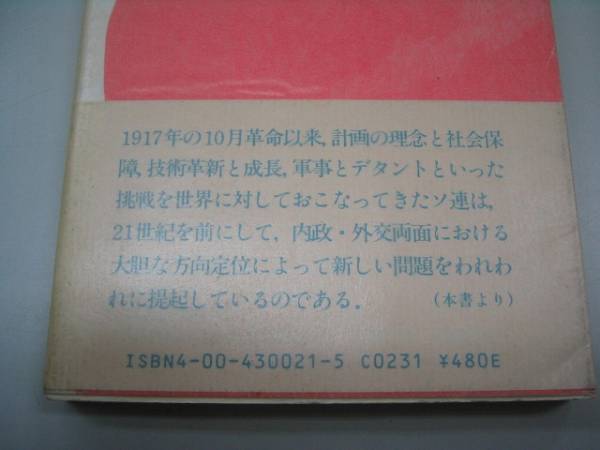 1917年の10月革命以来, 計画の理念と社会保
障, 技術革新と成長, 軍事とデタントといった
挑戦を世界に対しておこなってきたソ連は,
21世紀を前にして, 内政・外交両面における
大胆な方向定位によって新しい問題をわれわ
れに提起しているのである.
(本書より)
ISBN4-00-430021-5 C0231 ¥480E